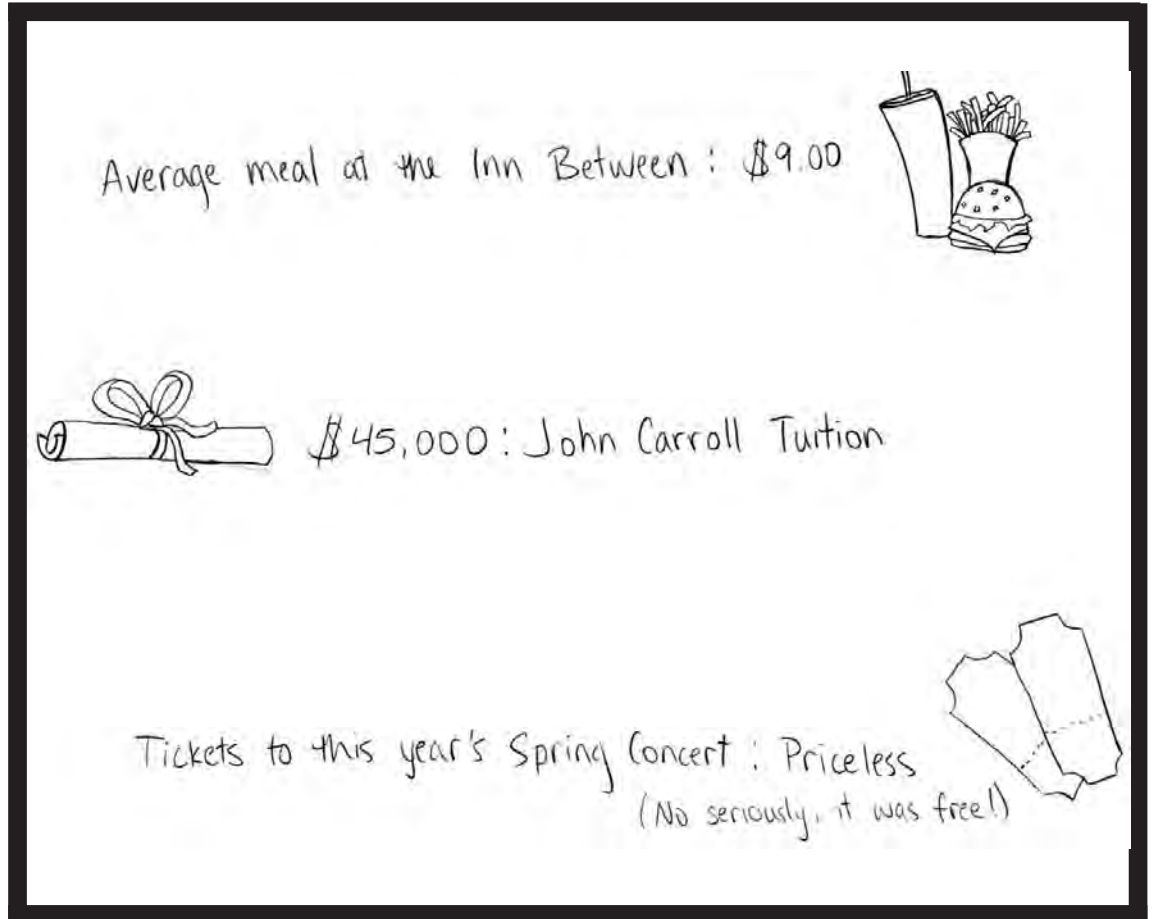 Average meal at the Inn Between : $9.00
$45,000 : John Carroll Tuition
Tickets to this year's Spring Concert : Priceless
(No seriously, it was free!)